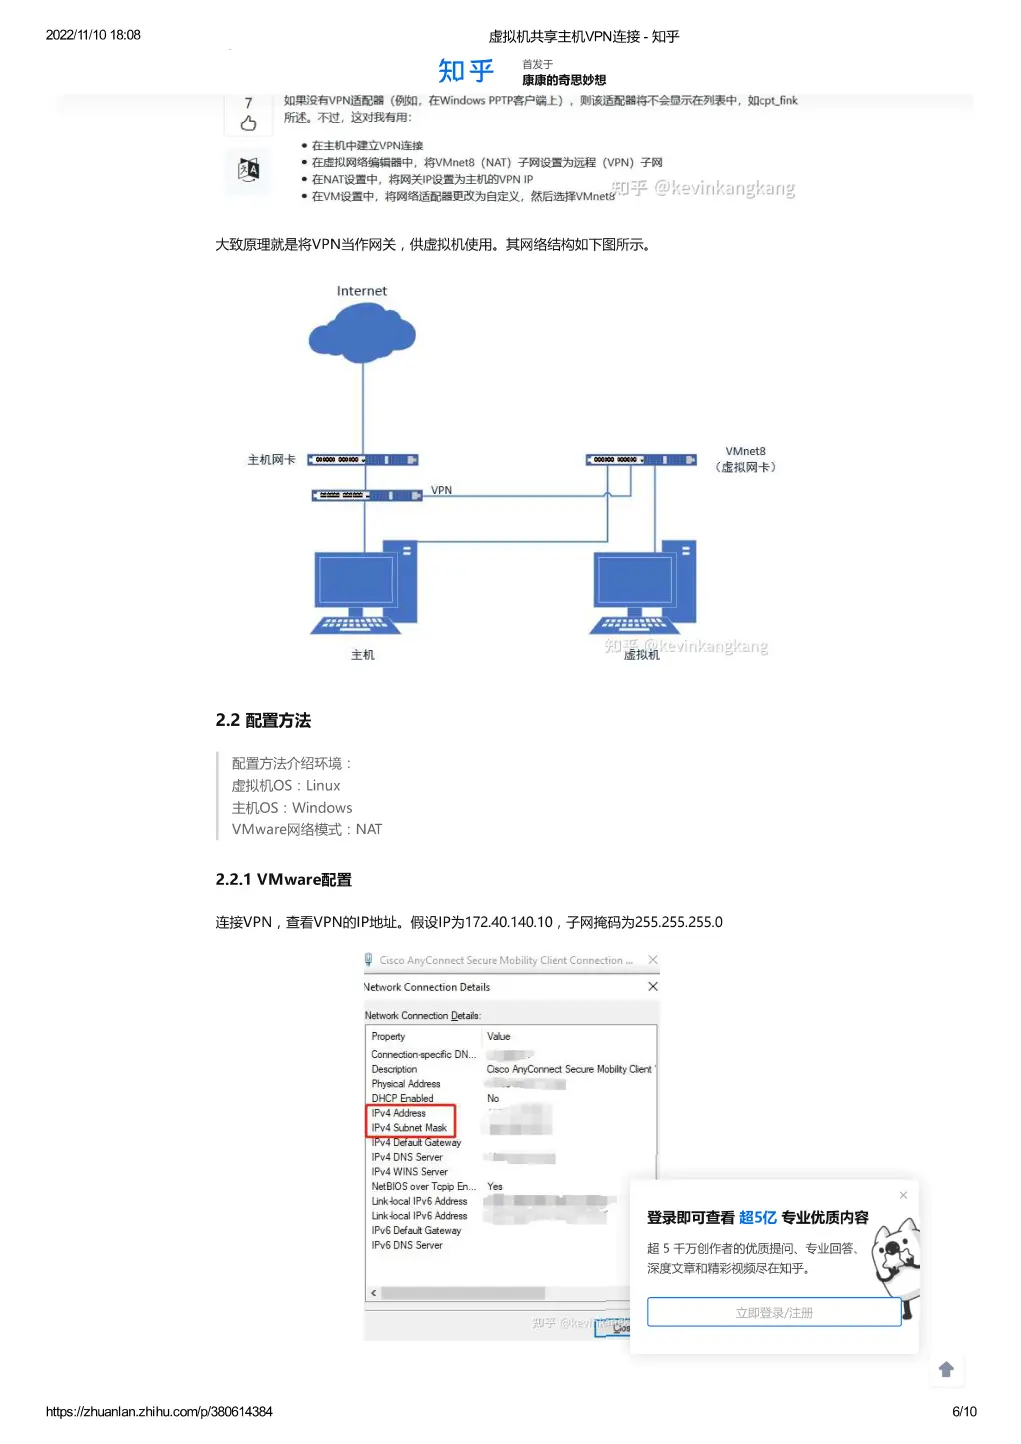 2022/11/10 18:08
虚拟机共享主机VPN连接 - 知乎
知乎
首发于
康康的奇思妙想
7
如果没有VPN适配器（例如，在Windows PPTP客户端上），则该适配器将不会显示在列表中，如cpt_fink
所述。不过，这对我有用：
• 在主机中建立VPN连接
• 在虚拟网络编辑器中，将VMnet8（NAT）子网设置为远程（VPN）子网
• 在NAT设置中，将网关IP设置为主机的VPN IP
• 在VM设置中，将网络适配器更改为自定义，然后选择VMnet8
知乎 @kevinkangkang
大致原理就是将VPN当作网关，供虚拟机使用。其网络结构如下图所示。
Internet
主机网卡
VMnet8
（虚拟网卡）
VPN
主机
虚拟机
知乎 @kevinkangkang
2.2 配置方法
配置方法介绍环境：
虚拟机OS：Linux
主机OS：Windows
VMware网络模式：NAT
2.2.1 VMware配置
连接VPN，查看VPN的IP地址。假设IP为172.40.140.10，子网掩码为255.255.255.0
Cisco AnyConnect Secure Mobility Client Connection ...
Network Connection Details
Network Connection Details:
Property Value
Connection-specific DN...
Description Cisco AnyConnect Secure Mobility Client
Physical Address
DHCP Enabled No
IPv4 Address
IPv4 Subnet Mask
IPv4 Default Gateway
IPv4 DNS Server
IPv4 WINS Server
NetBIOS over Tcpip En... Yes
Link-local IPv6 Address
Link-local IPv6 Address
IPv6 Default Gateway
IPv6 DNS Server
知乎 @kevinkangk
Clos
登录即可查看 超5亿 专业优质内容
超 5 千万创作者的优质提问、专业回答、
深度文章和精彩视频尽在知乎。
立即登录/注册
https://zhuanlan.zhihu.com/p/380614384
6/10